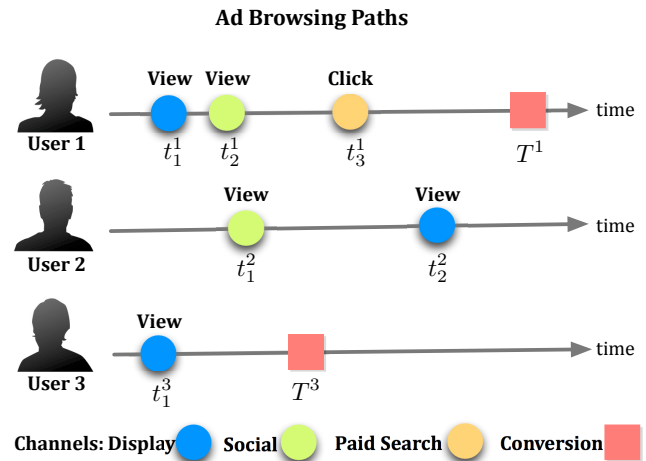 Ad Browsing Paths
View View Click
time
User 1
t_1^1 t_2^1 t_3^1 T^1
View View
time
User 2
t_1^2 t_2^2
View
time
User 3
t_1^3 T^3
Channels: Display Social Paid Search Conversion